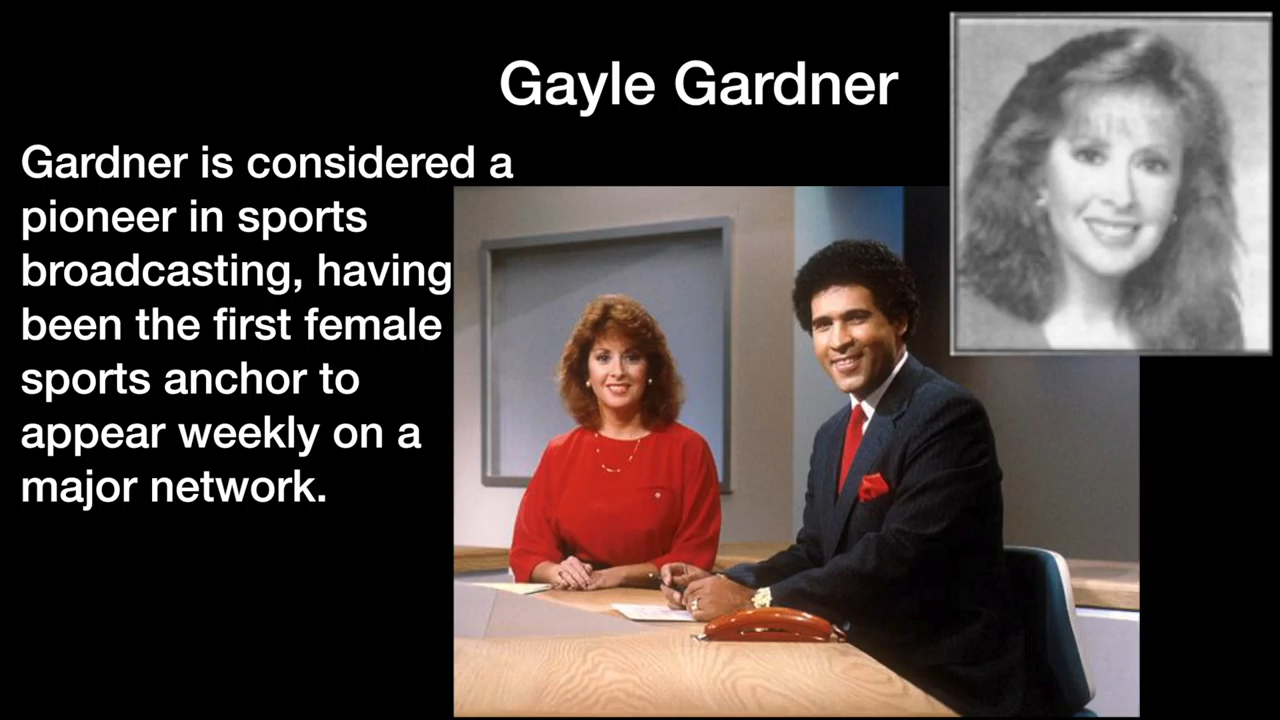 Gayle Gardner
Gardner is considered a
pioneer in sports
broadcasting, having
been the first female
sports anchor to
appear weekly on a
major network.